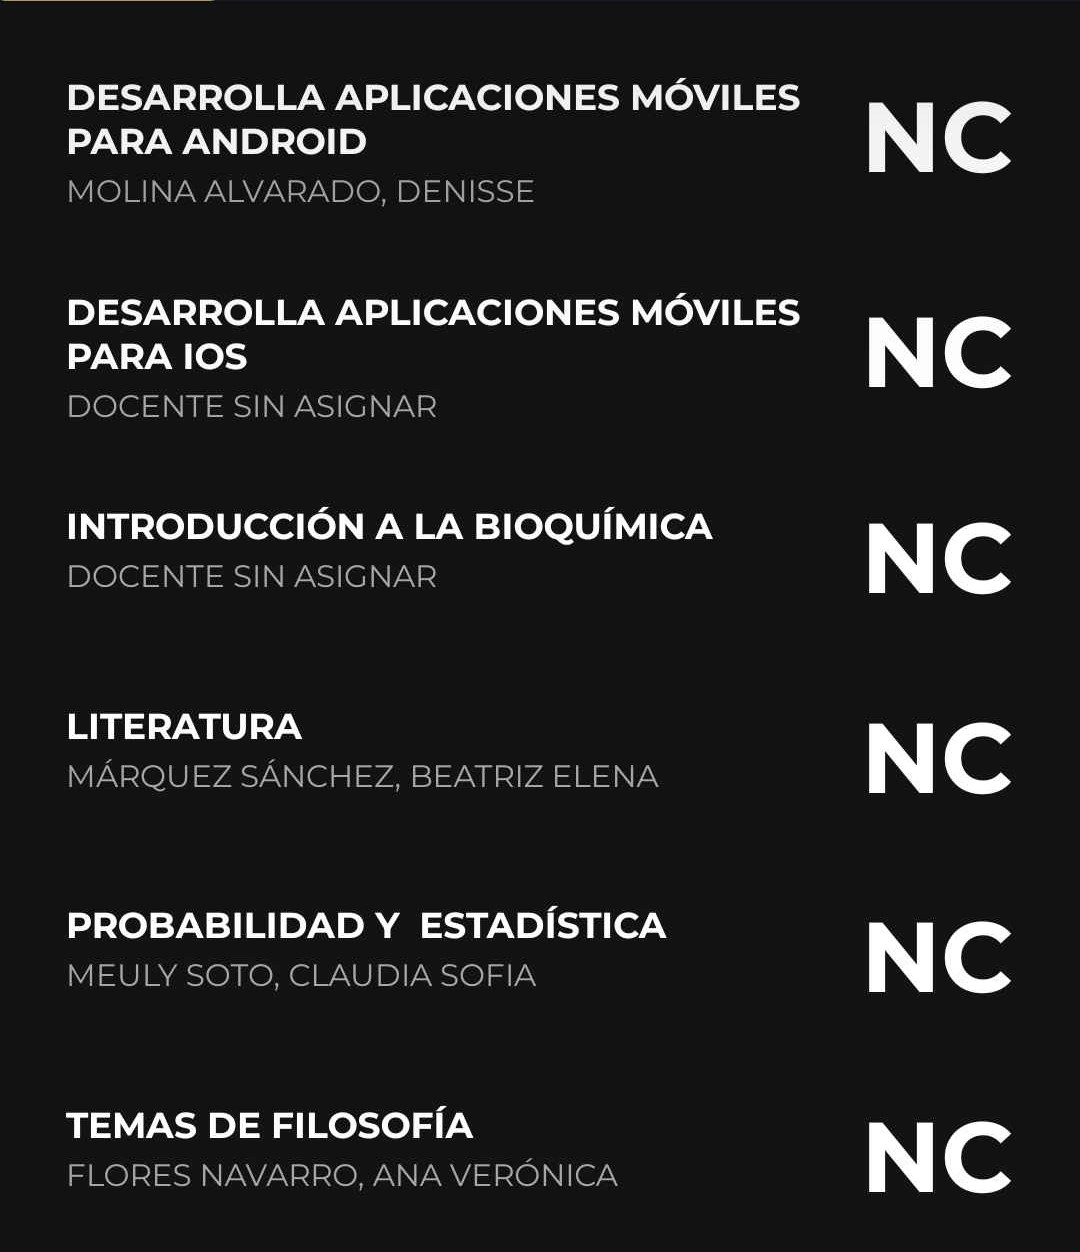 DESARROLLA APLICACIONES MÓVILES
PARA ANDROID
NC
MOLINA ALVARADO, DENISSE
DESARROLLA APLICACIONES MÓVILES
PARA IOS
NC
DOCENTE SIN ASIGNAR
INTRODUCCIÓN A LA BIOQUÍMICA
NC
DOCENTE SIN ASIGNAR
LITERATURA
NC
MÁRQUEZ SÁNCHEZ, BEATRIZ ELENA
PROBABILIDAD Y  ESTADÍSTICA
NC
MEULY SOTO, CLAUDIA SOFIA
TEMAS DE FILOSOFÍA
NC
FLORES NAVARRO, ANA VERÓNICA